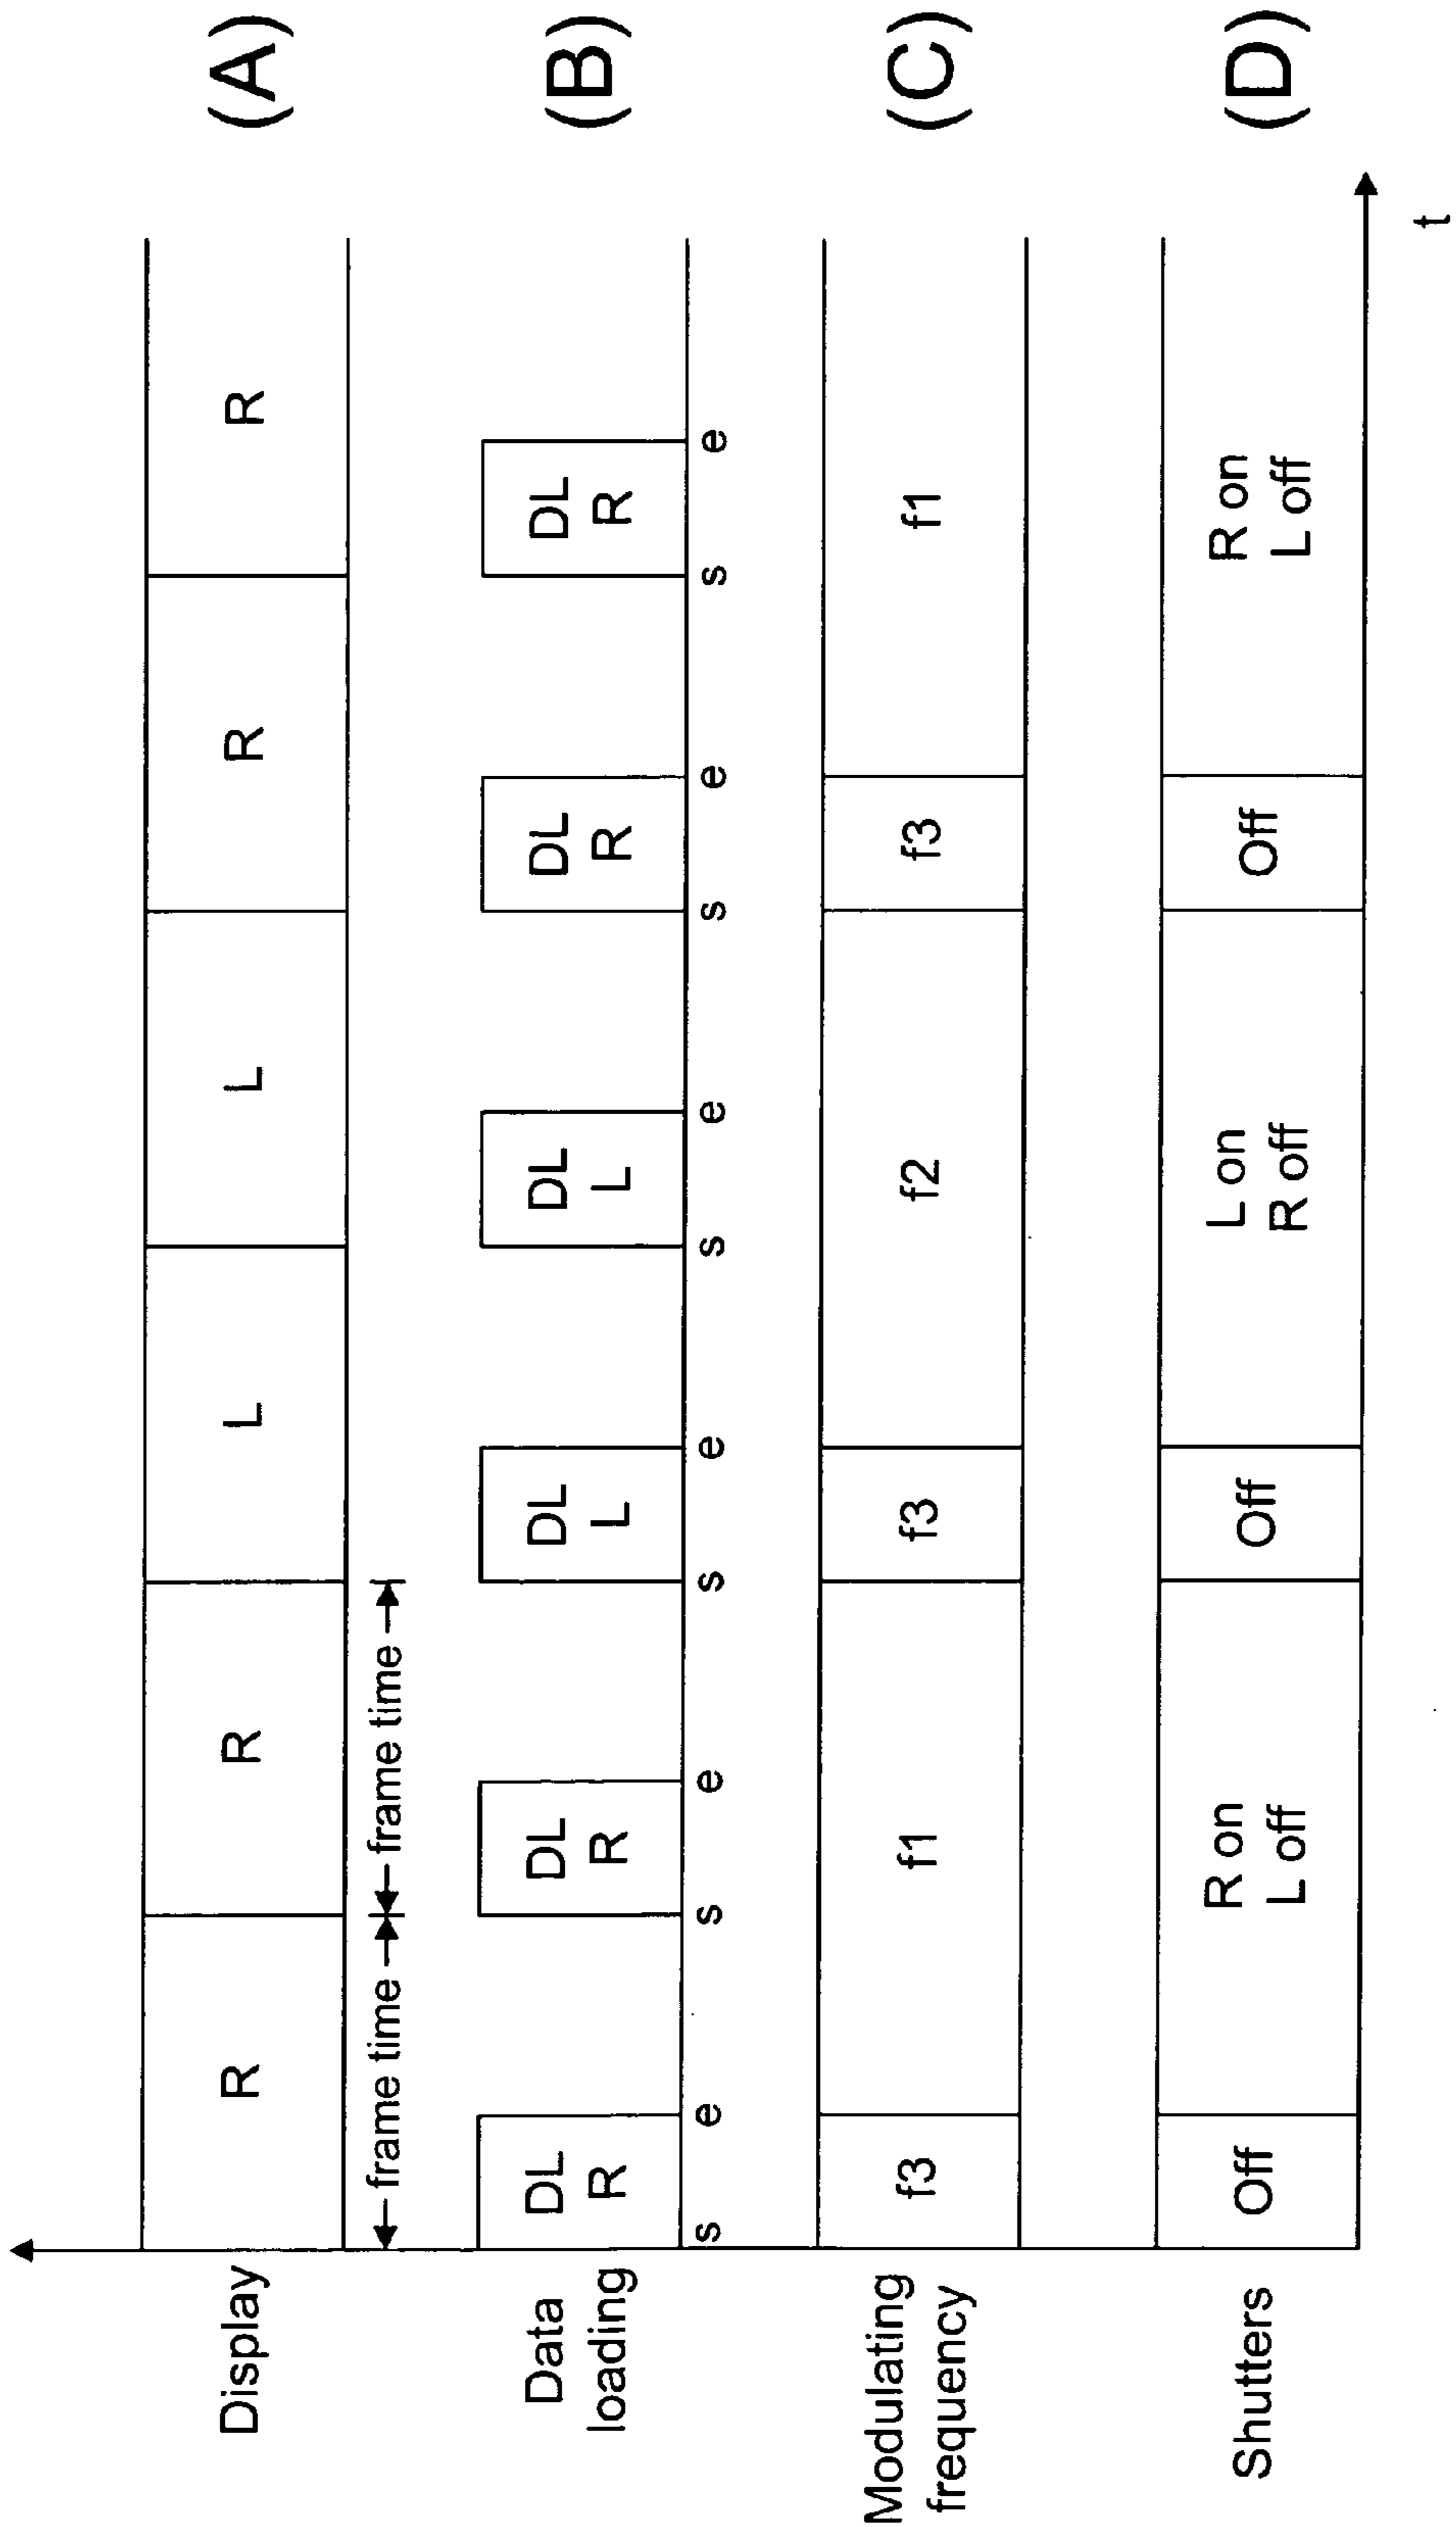 Display
R
R
L
L
R
R
(A)
frame time
frame time
Data
loading
DL
R
DL
R
DL
L
DL
L
DL
R
DL
R
(B)
s
e
s
e
s
e
s
e
s
e
s
e
Modulating
frequency
f3
f1
f3
f2
f3
f1
(C)
Shutters
Off
R on
L off
Off
L on
R off
Off
R on
L off
(D)
t